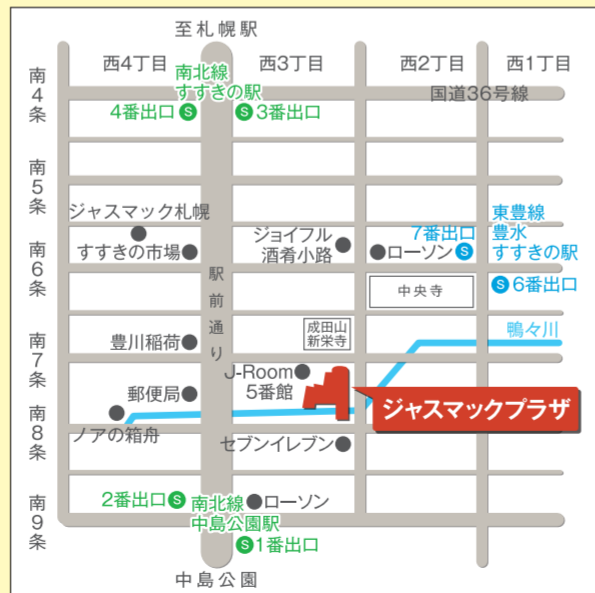 至札幌駅
西4丁目
西3丁目
西2丁目
西1丁目
南4条
南北線
すすきの駅
国道36号線
4番出口
S
S
3番出口
南5条
ジャスマック札幌
東豊線
豊水
すすきの駅
7番出口
ジョイフル
酒肴小路
すすきの市場
ローソン
S
南6条
駅前通り
中央寺
S
6番出口
成田山
新栄寺
鴨々川
豊川稲荷
南7条
J-Room
5番館
郵便局
ジャスマックプラザ
南8条
ノアの箱舟
セブンイレブン
2番出口
S
南北線
中島公園駅
ローソン
南9条
S
1番出口
中島公園